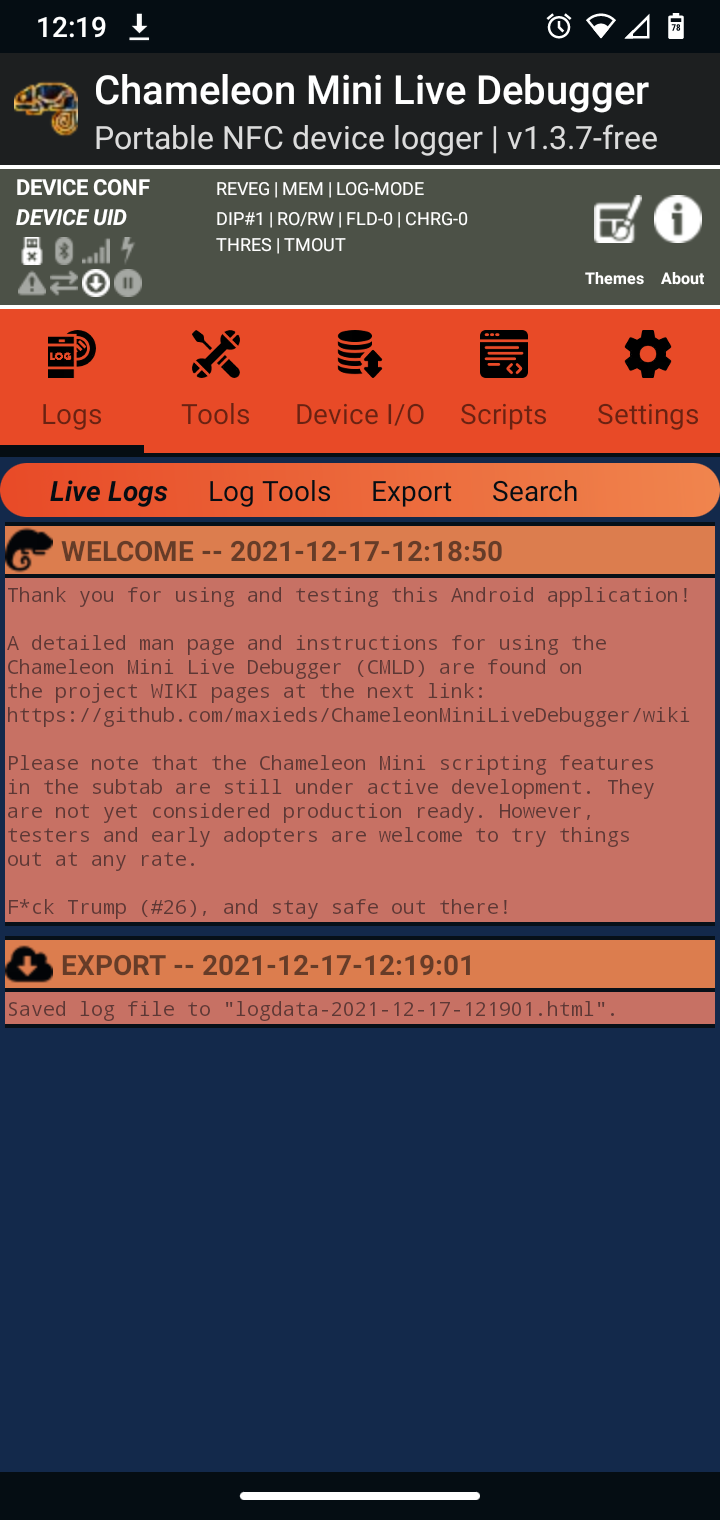 12:19
78
Chameleon Mini Live Debugger
Portable NFC device logger | v1.3.7-free
DEVICE CONF
REVEG | MEM | LOG-MODE
DEVICE UID
DIP#1 | RO/RW | FLD-0 | CHRG-0
THRES | TMOUT
Themes
About
LOG
Logs
Tools
Device I/O
Scripts
Settings
Live Logs
Log Tools
Export
Search
WELCOME -- 2021-12-17-12:18:50
Thank you for using and testing this Android application!
A detailed man page and instructions for using the
Chameleon Mini Live Debugger (CMLD) are found on
the project WIKI pages at the next link:
https://github.com/maxieds/ChameleonMiniLiveDebugger/wiki
Please note that the Chameleon Mini scripting features
in the subtab are still under active development. They
are not yet considered production ready. However,
testers and early adopters are welcome to try things
out at any rate.
F*ck Trump (#26), and stay safe out there!
EXPORT -- 2021-12-17-12:19:01
Saved log file to "logdata-2021-12-17-121901.html".